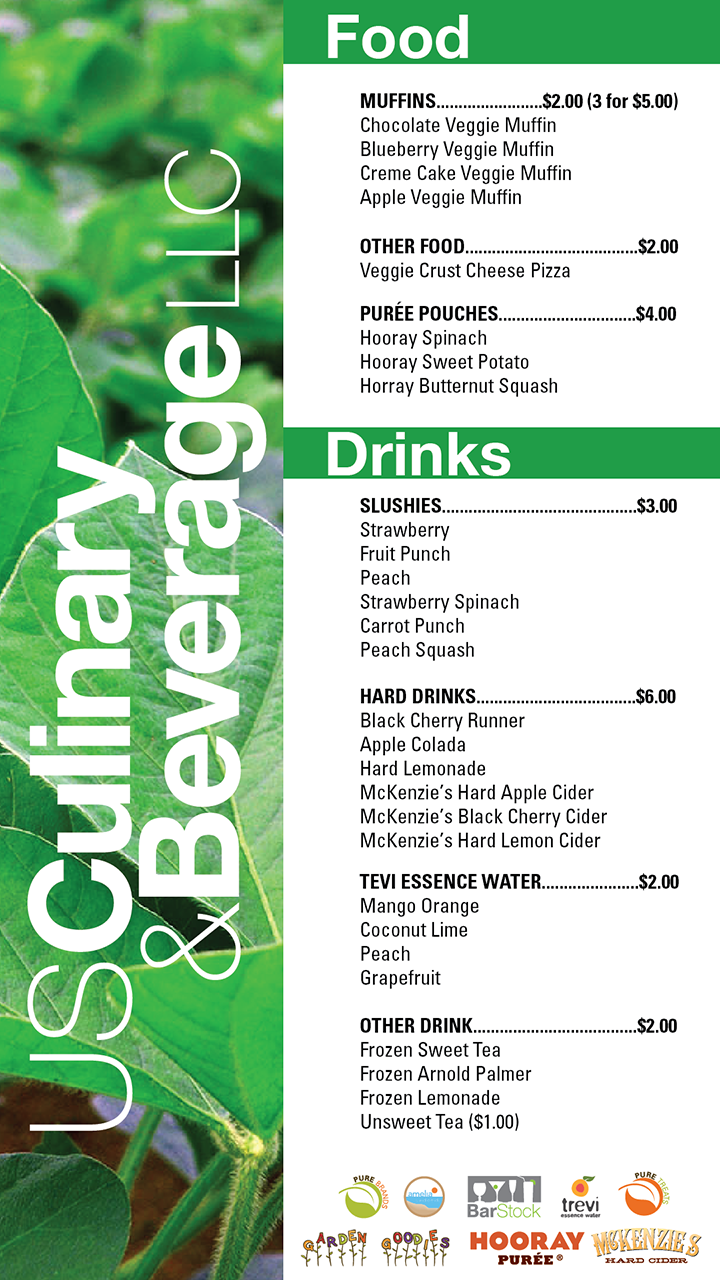 US Culinary
& Beverage LLC
Food
MUFFINS........................$2.00 (3 for $5.00)
Chocolate Veggie Muffin
Blueberry Veggie Muffin
Creme Cake Veggie Muffin
Apple Veggie Muffin
OTHER FOOD.......................................$2.00
Veggie Crust Cheese Pizza
PURÉE POUCHES...............................$4.00
Hooray Spinach
Hooray Sweet Potato
Horray Butternut Squash
Drinks
SLUSHIES............................................$3.00
Strawberry
Fruit Punch
Peach
Strawberry Spinach
Carrot Punch
Peach Squash
HARD DRINKS....................................$6.00
Black Cherry Runner
Apple Colada
Hard Lemonade
McKenzie's Hard Apple Cider
McKenzie's Black Cherry Cider
McKenzie's Hard Lemon Cider
TEVI ESSENCE WATER......................$2.00
Mango Orange
Coconut Lime
Peach
Grapefruit
OTHER DRINK.....................................$2.00
Frozen Sweet Tea
Frozen Arnold Palmer
Frozen Lemonade
Unsweet Tea ($1.00)
PURE BRANDS
amelia
BarStock
trevi
essence water
PURE TREATS
GARDEN GOODIES
HOORAY
PURÉE®
McKENZIE'S
HARD CIDER